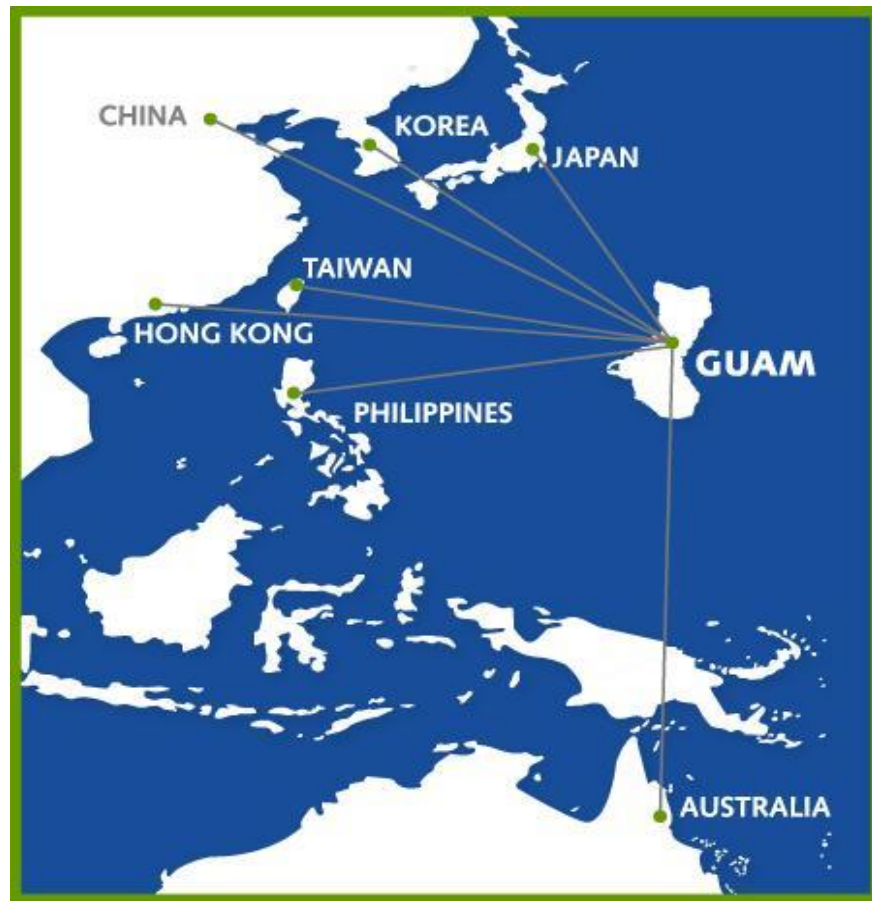 CHINA
KOREA
JAPAN
TAIWAN
HONG KONG
GUAM
PHILIPPINES
AUSTRALIA